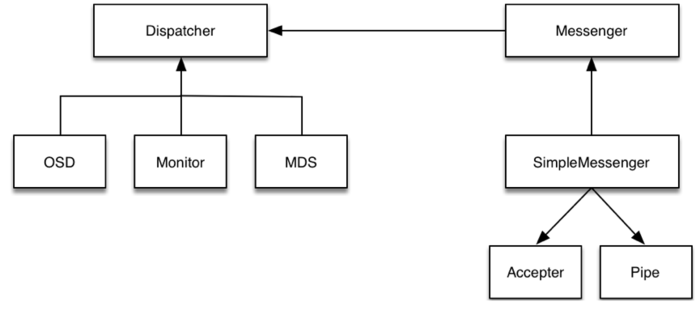 Dispatcher
Messenger
OSD
Monitor
MDS
SimpleMessenger
Accepter
Pipe